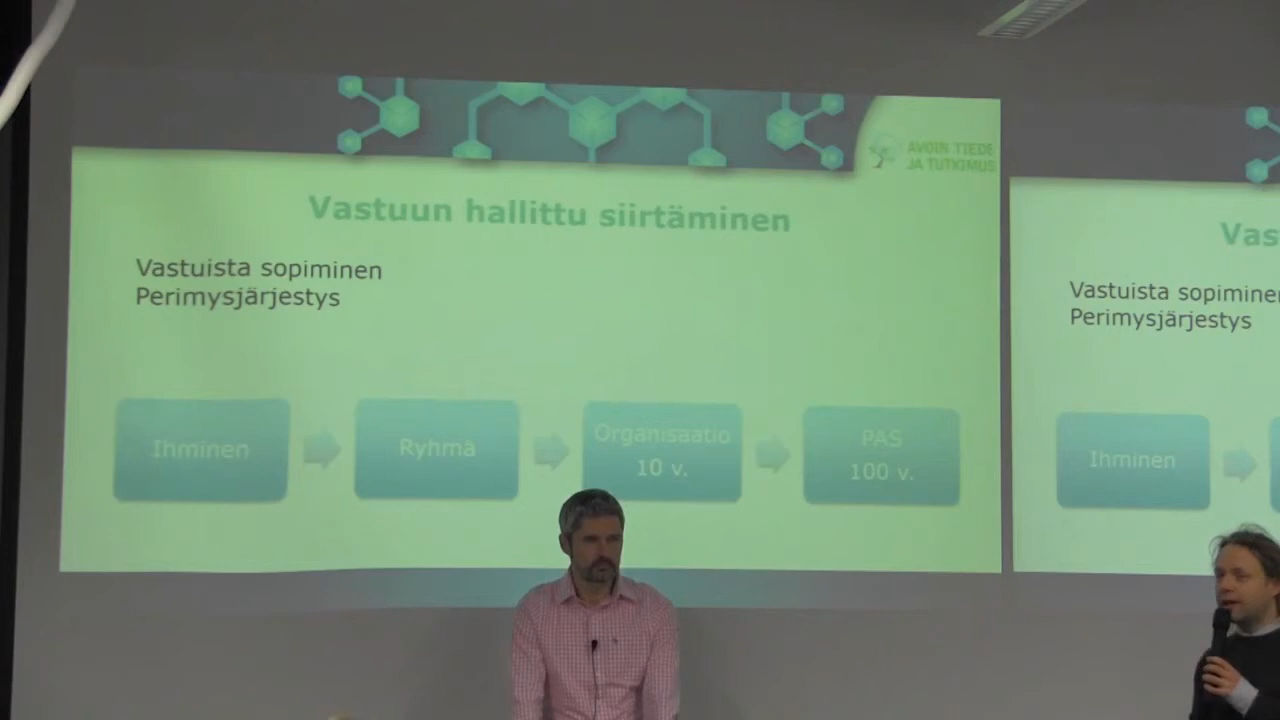 AVOIN TIEDE
JA TUTKIMUS
Vastuun hallittu siirtäminen
Vastuista sopiminen
Perimysjärjestys
Ihminen
Ryhmä
Organisaatio
10 v.
PAS
100 v.
Vas
Vastuista sopiminen
Perimysjärjestys
Ihminen